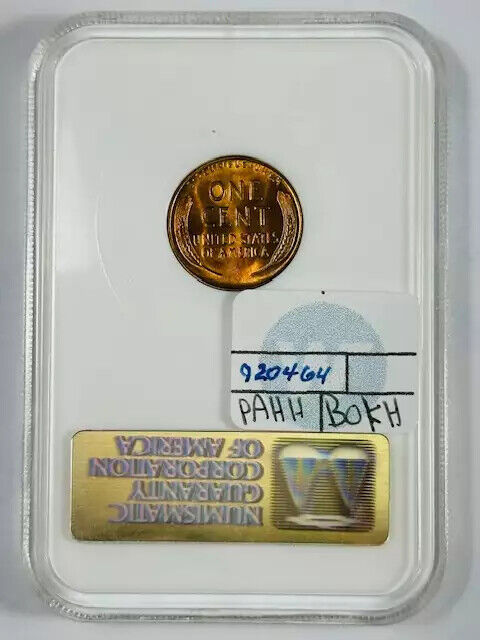 ONE
CENT
UNITED STATES
OF AMERICA
920464
PAHH/BOKH
NUMISMATIC
GUARANTY
CORPORATION
OF AMERICA